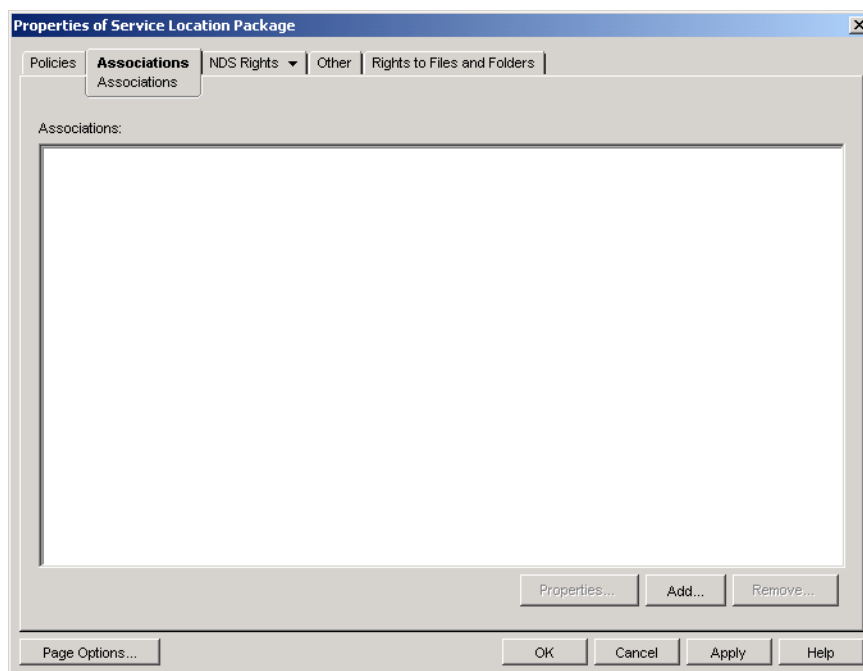 Properties of Service Location Package
Policies Associations NDS Rights Other Rights to Files and Folders
Associations
Associations:
Properties... Add... Remove...
Page Options... OK Cancel Apply Help